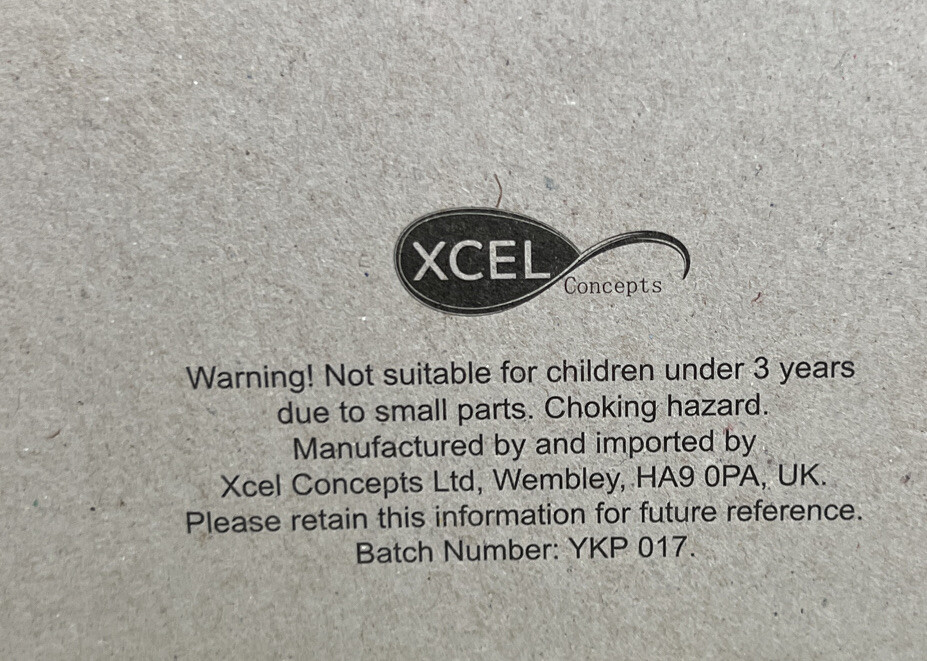 XCEL
Concepts
Warning! Not suitable for children under 3 years
due to small parts. Choking hazard.
Manufactured by and imported by
Xcel Concepts Ltd, Wembley, HA9 0PA, UK.
Please retain this information for future reference.
Batch Number: YKP 017.